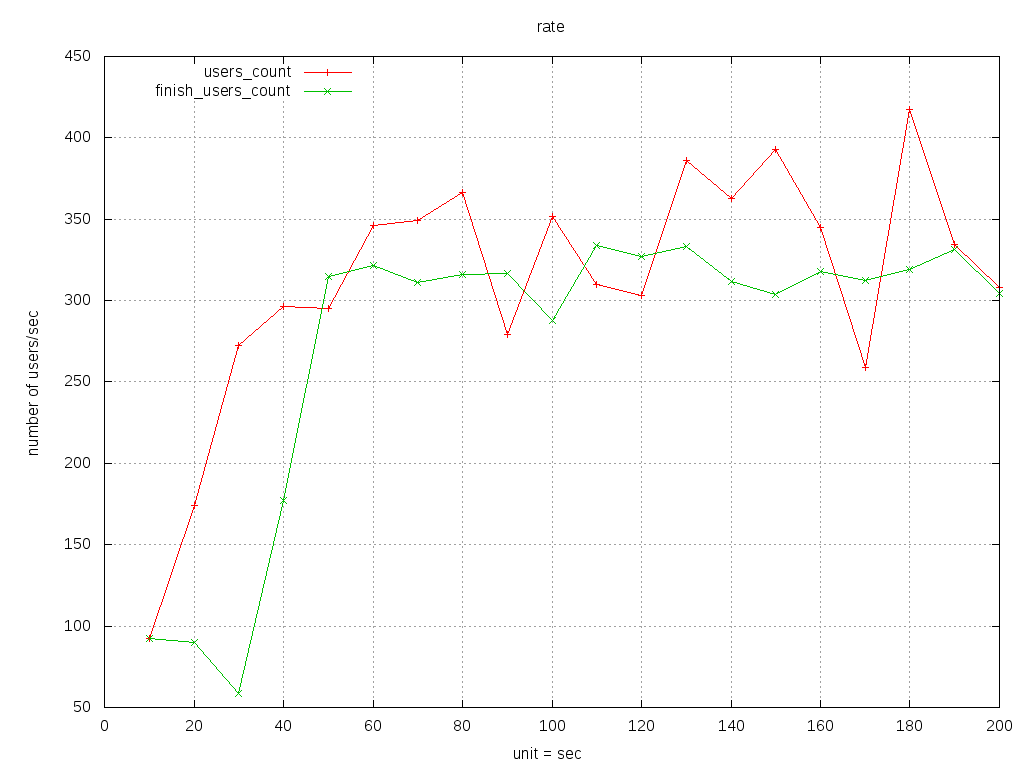 rate
users_count
finish_users_count
450
400
350
300
250
200
150
100
50
number of users/sec
0 20 40 60 80 100 120 140 160 180 200
unit = sec